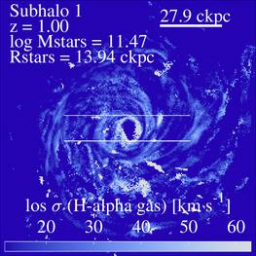 Subhalo 1
27.9 ckpc
z = 1.00
log Mstars = 11.47
Rstars = 13.94 ckpc
los σ (H-alpha gas) [km s⁻¹]
20 30 40 50 60